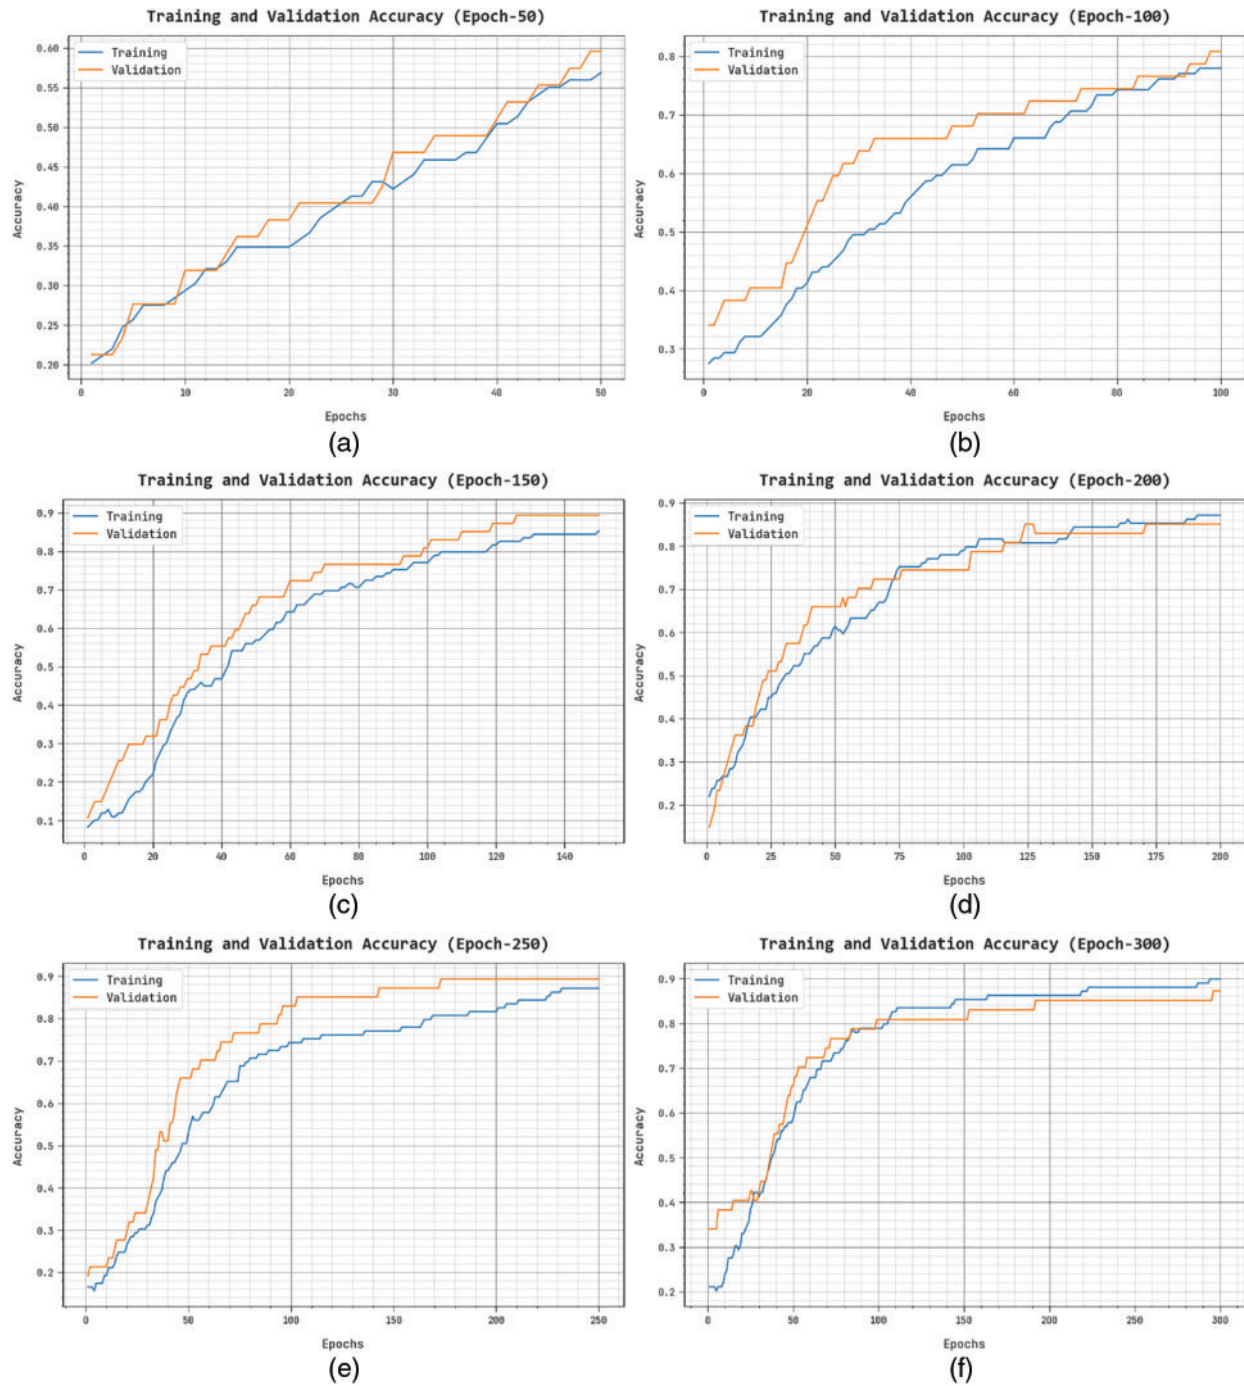 Training and Validation Accuracy (Epoch-50)
Training
Validation
Accuracy
0.60
0.55
0.50
0.45
0.40
0.35
0.30
0.25
0.20
0 10 20 30 40 50
Epochs
(a)
Training and Validation Accuracy (Epoch-100)
Training
Validation
Accuracy
0.8
0.7
0.6
0.5
0.4
0.3
0 20 40 60 80 100
Epochs
(b)
Training and Validation Accuracy (Epoch-150)
Training
Validation
Accuracy
0.9
0.8
0.7
0.6
0.5
0.4
0.3
0.2
0.1
0 20 40 60 80 100 120 140
Epochs
(c)
Training and Validation Accuracy (Epoch-200)
Training
Validation
Accuracy
0.9
0.8
0.7
0.6
0.5
0.4
0.3
0.2
0 25 50 75 100 125 150 175 200
Epochs
(d)
Training and Validation Accuracy (Epoch-250)
Training
Validation
Accuracy
0.9
0.8
0.7
0.6
0.5
0.4
0.3
0.2
0 50 100 150 200 250
Epochs
(e)
Training and Validation Accuracy (Epoch-300)
Training
Validation
Accuracy
0.9
0.8
0.7
0.6
0.5
0.4
0.3
0.2
0 50 100 150 200 250 300
Epochs
(f)